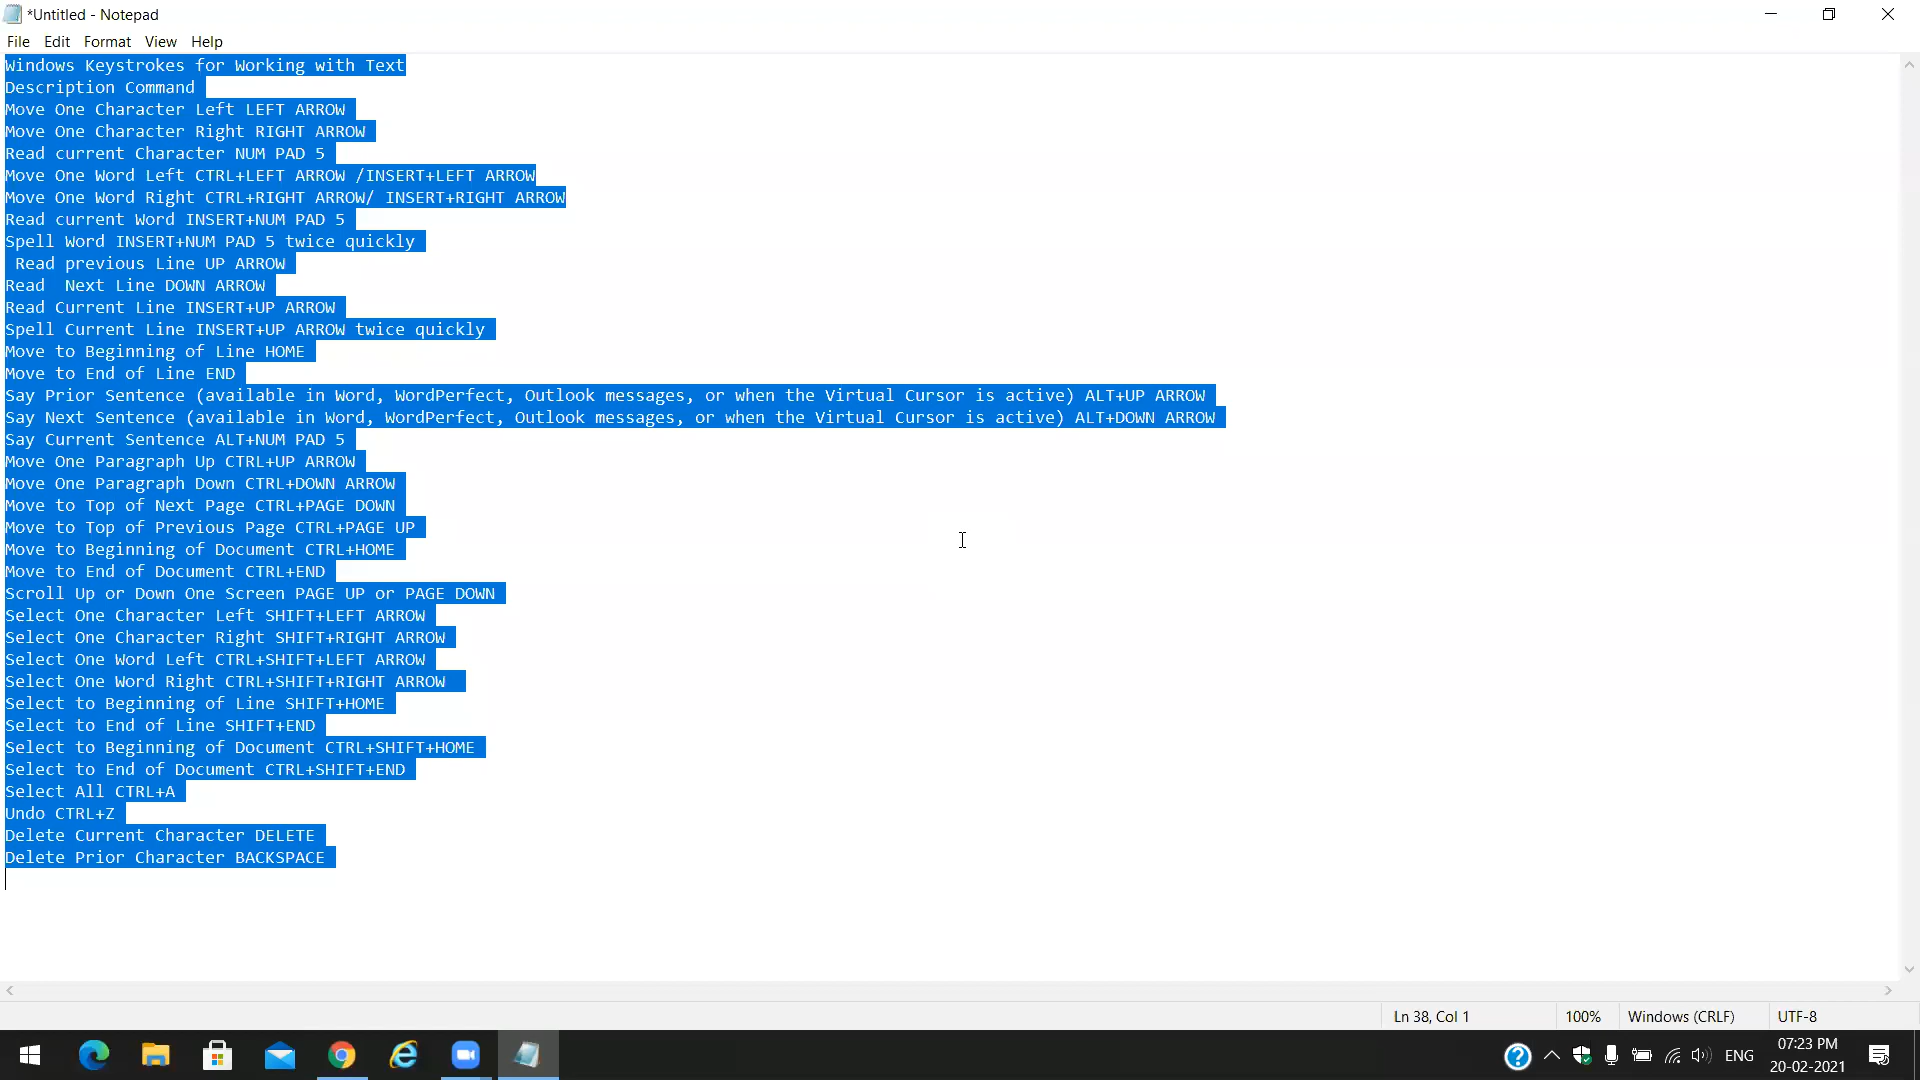 *Untitled - Notepad
File Edit Format View Help
Windows Keystrokes for Working with Text
Description Command
Move One Character Left LEFT ARROW
Move One Character Right RIGHT ARROW
Read current Character NUM PAD 5
Move One Word Left CTRL+LEFT ARROW /INSERT+LEFT ARROW
Move One Word Right CTRL+RIGHT ARROW/ INSERT+RIGHT ARROW
Read current Word INSERT+NUM PAD 5
Spell Word INSERT+NUM PAD 5 twice quickly
Read previous Line UP ARROW
Read  Next Line DOWN ARROW
Read Current Line INSERT+UP ARROW
Spell Current Line INSERT+UP ARROW twice quickly
Move to Beginning of Line HOME
Move to End of Line END
Say Prior Sentence (available in Word, WordPerfect, Outlook messages, or when the Virtual Cursor is active) ALT+UP ARROW
Say Next Sentence (available in Word, WordPerfect, Outlook messages, or when the Virtual Cursor is active) ALT+DOWN ARROW
Say Current Sentence ALT+NUM PAD 5
Move One Paragraph Up CTRL+UP ARROW
Move One Paragraph Down CTRL+DOWN ARROW
Move to Top of Next Page CTRL+PAGE DOWN
Move to Top of Previous Page CTRL+PAGE UP
Move to Beginning of Document CTRL+HOME
Move to End of Document CTRL+END
Scroll Up or Down One Screen PAGE UP or PAGE DOWN
Select One Character Left SHIFT+LEFT ARROW
Select One Character Right SHIFT+RIGHT ARROW
Select One Word Left CTRL+SHIFT+LEFT ARROW
Select One Word Right CTRL+SHIFT+RIGHT ARROW
Select to Beginning of Line SHIFT+HOME
Select to End of Line SHIFT+END
Select to Beginning of Document CTRL+SHIFT+HOME
Select to End of Document CTRL+SHIFT+END
Select All CTRL+A
Undo CTRL+Z
Delete Current Character DELETE
Delete Prior Character BACKSPACE
Ln 38, Col 1 100% Windows (CRLF) UTF-8
ENG 07:23 PM
20-02-2021